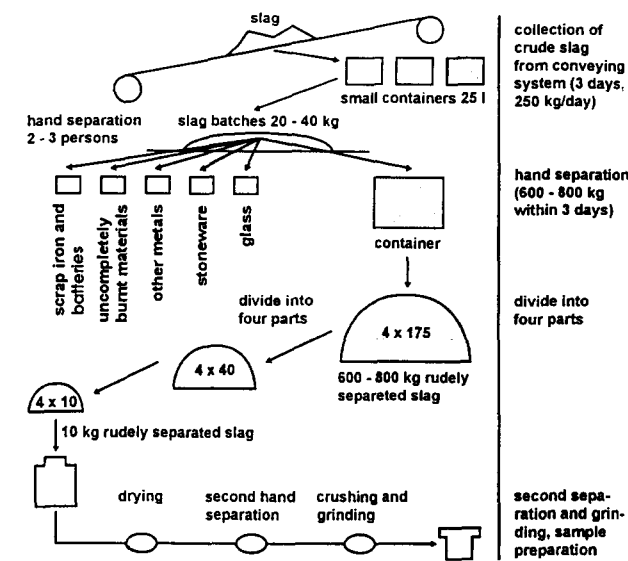 slag
collection of
crude slag
from conveying
system (3 days,
250 kg/day)
small containers 25 l
hand separation
2 - 3 persons
slag batches 20 - 40 kg
hand separation
(600 - 800 kg
within 3 days)
scrap iron and
batteries
uncompletely
burnt materials
other metals
stoneware
glass
container
divide into
four parts
divide into
four parts
4 x 175
4 x 40
600 - 800 kg rudely
separeted slag
4 x 10
10 kg rudely separated slag
drying
second hand
separation
crushing and
grinding
second sepa-
ration and grin-
ding, sample
preparation